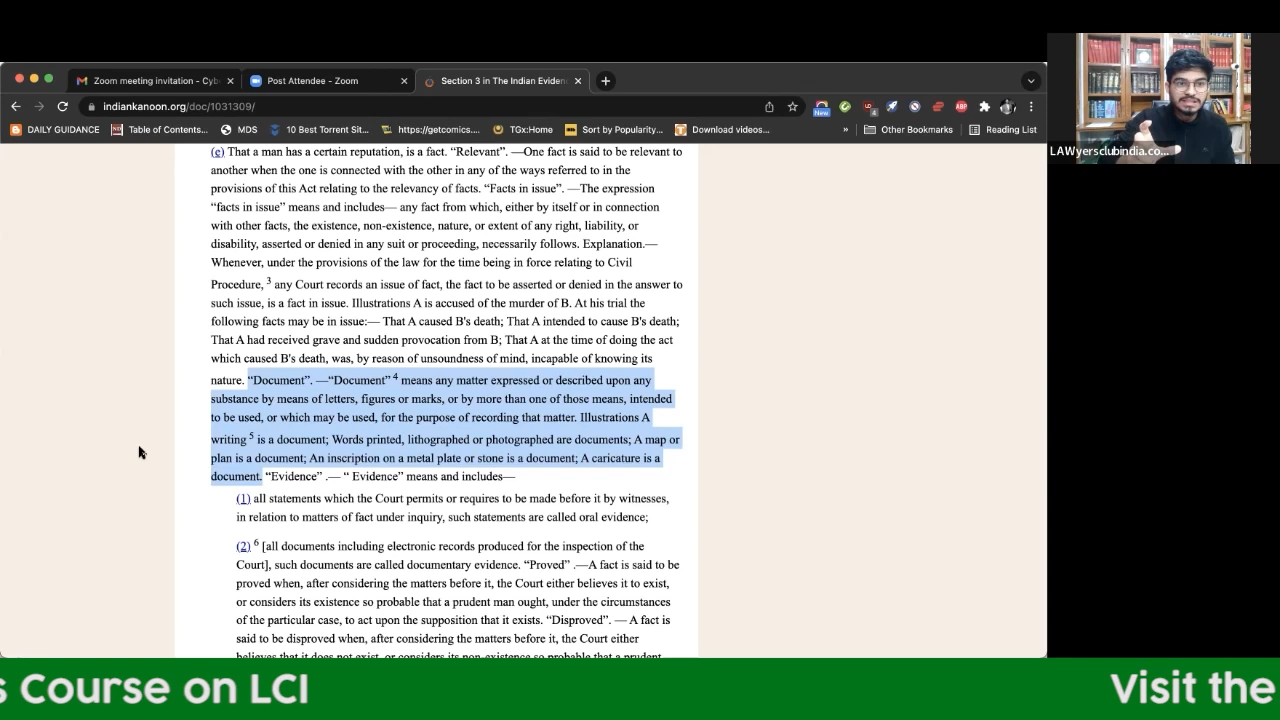 Zoom meeting invitation - Cyb
Post Attendee - Zoom
Section 3 in The Indian Eviden
indiankanoon.org/doc/1031309/
New
4
ABP
DAILY GUIDANCE
Table of Contents...
MDS
10 Best Torrent Sit...
https://getcomics....
TGx:Home
Sort by Popularity...
Download videos...
»
Other Bookmarks
Reading List
LAWyersclubindia.co...
(e) That a man has a certain reputation, is a fact. “Relevant”. —One fact is said to be relevant to
another when the one is connected with the other in any of the ways referred to in the
provisions of this Act relating to the relevancy of facts. “Facts in issue”. —The expression
“facts in issue” means and includes— any fact from which, either by itself or in connection
with other facts, the existence, non-existence, nature, or extent of any right, liability, or
disability, asserted or denied in any suit or proceeding, necessarily follows. Explanation.—
Whenever, under the provisions of the law for the time being in force relating to Civil
Procedure, 3 any Court records an issue of fact, the fact to be asserted or denied in the answer to
such issue, is a fact in issue. Illustrations A is accused of the murder of B. At his trial the
following facts may be in issue:— That A caused B's death; That A intended to cause B's death;
That A had received grave and sudden provocation from B; That A at the time of doing the act
which caused B's death, was, by reason of unsoundness of mind, incapable of knowing its
nature. “Document”. —“Document” 4 means any matter expressed or described upon any
substance by means of letters, figures or marks, or by more than one of those means, intended
to be used, or which may be used, for the purpose of recording that matter. Illustrations A
writing 5 is a document; Words printed, lithographed or photographed are documents; A map or
plan is a document; An inscription on a metal plate or stone is a document; A caricature is a
document. “Evidence” .— “ Evidence” means and includes—
(1) all statements which the Court permits or requires to be made before it by witnesses,
in relation to matters of fact under inquiry, such statements are called oral evidence;
(2) 6 [all documents including electronic records produced for the inspection of the
Court], such documents are called documentary evidence. “Proved” .—A fact is said to be
proved when, after considering the matters before it, the Court either believes it to exist,
or considers its existence so probable that a prudent man ought, under the circumstances
of the particular case, to act upon the supposition that it exists. “Disproved”. — A fact is
said to be disproved when, after considering the matters before it, the Court either
believes that it does not exist, or considers its non-existence so probable that a prudent
s Course on LCI
Visit the